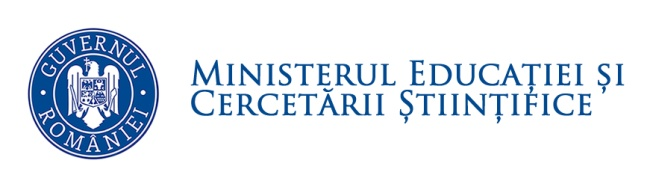 GUVERNUL
ROMÂNIEI
MINISTERUL EDUCAȚIEI ȘI
CERCETĂRII ȘTIINȚIFICE